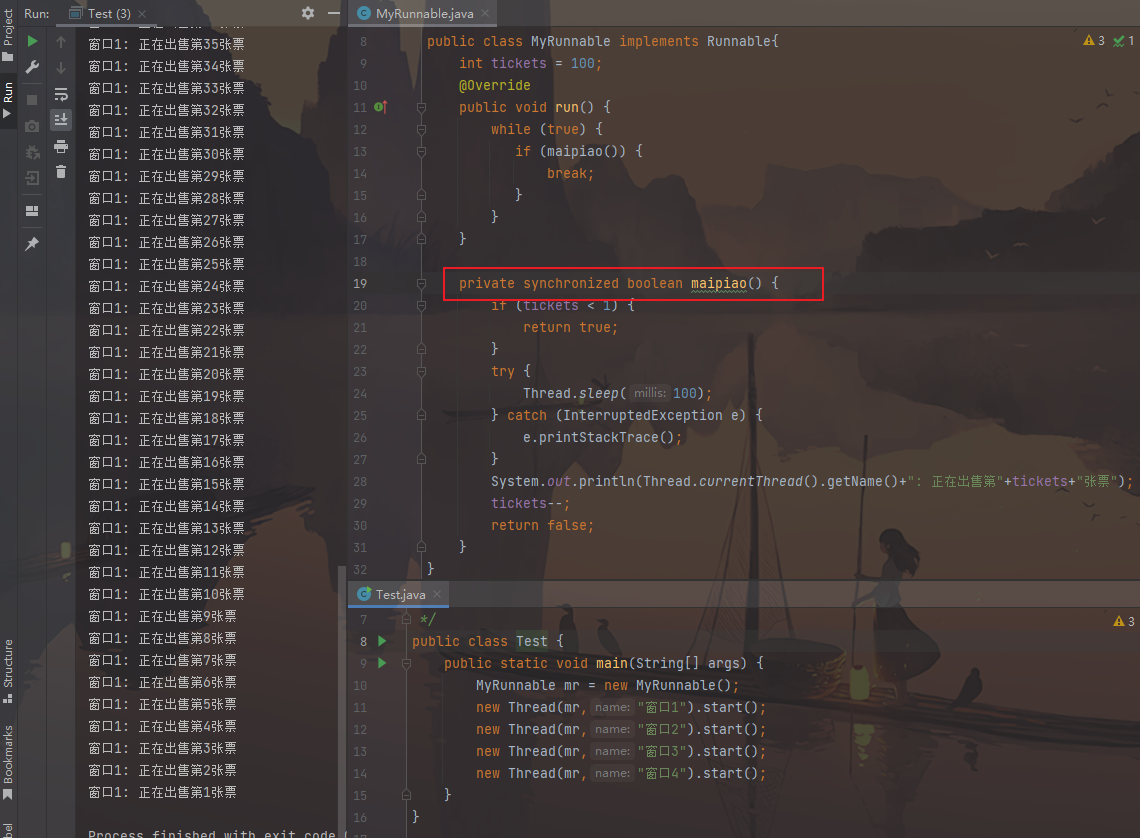 Run:
Test (3)
Project
Run
Structure
Bookmarks
窗口1: 正在出售第35张票
窗口1: 正在出售第34张票
窗口1: 正在出售第33张票
窗口1: 正在出售第32张票
窗口1: 正在出售第31张票
窗口1: 正在出售第30张票
窗口1: 正在出售第29张票
窗口1: 正在出售第28张票
窗口1: 正在出售第27张票
窗口1: 正在出售第26张票
窗口1: 正在出售第25张票
窗口1: 正在出售第24张票
窗口1: 正在出售第23张票
窗口1: 正在出售第22张票
窗口1: 正在出售第21张票
窗口1: 正在出售第20张票
窗口1: 正在出售第19张票
窗口1: 正在出售第18张票
窗口1: 正在出售第17张票
窗口1: 正在出售第16张票
窗口1: 正在出售第15张票
窗口1: 正在出售第14张票
窗口1: 正在出售第13张票
窗口1: 正在出售第12张票
窗口1: 正在出售第11张票
窗口1: 正在出售第10张票
窗口1: 正在出售第9张票
窗口1: 正在出售第8张票
窗口1: 正在出售第7张票
窗口1: 正在出售第6张票
窗口1: 正在出售第5张票
窗口1: 正在出售第4张票
窗口1: 正在出售第3张票
窗口1: 正在出售第2张票
窗口1: 正在出售第1张票
Process finished with exit code
MyRunnable.java
3 1
8 public class MyRunnable implements Runnable{
9 int tickets = 100;
10 @Override
11 public void run() {
12 while (true) {
13 if (maipiao()) {
14 break;
15 }
16 }
17 }
18
19 private synchronized boolean maipiao() {
20 if (tickets < 1) {
21 return true;
22 }
23 try {
24 Thread.sleep( millis: 100);
25 } catch (InterruptedException e) {
26 e.printStackTrace();
27 }
28 System.out.println(Thread.currentThread().getName()+": 正在出售第"+tickets+"张票");
29 tickets--;
30 return false;
31 }
32 }
Test.java
3
7 */
8 public class Test {
9 public static void main(String[] args) {
10 MyRunnable mr = new MyRunnable();
11 new Thread(mr, name: "窗口1").start();
12 new Thread(mr, name: "窗口2").start();
13 new Thread(mr, name: "窗口3").start();
14 new Thread(mr, name: "窗口4").start();
15 }
16 }